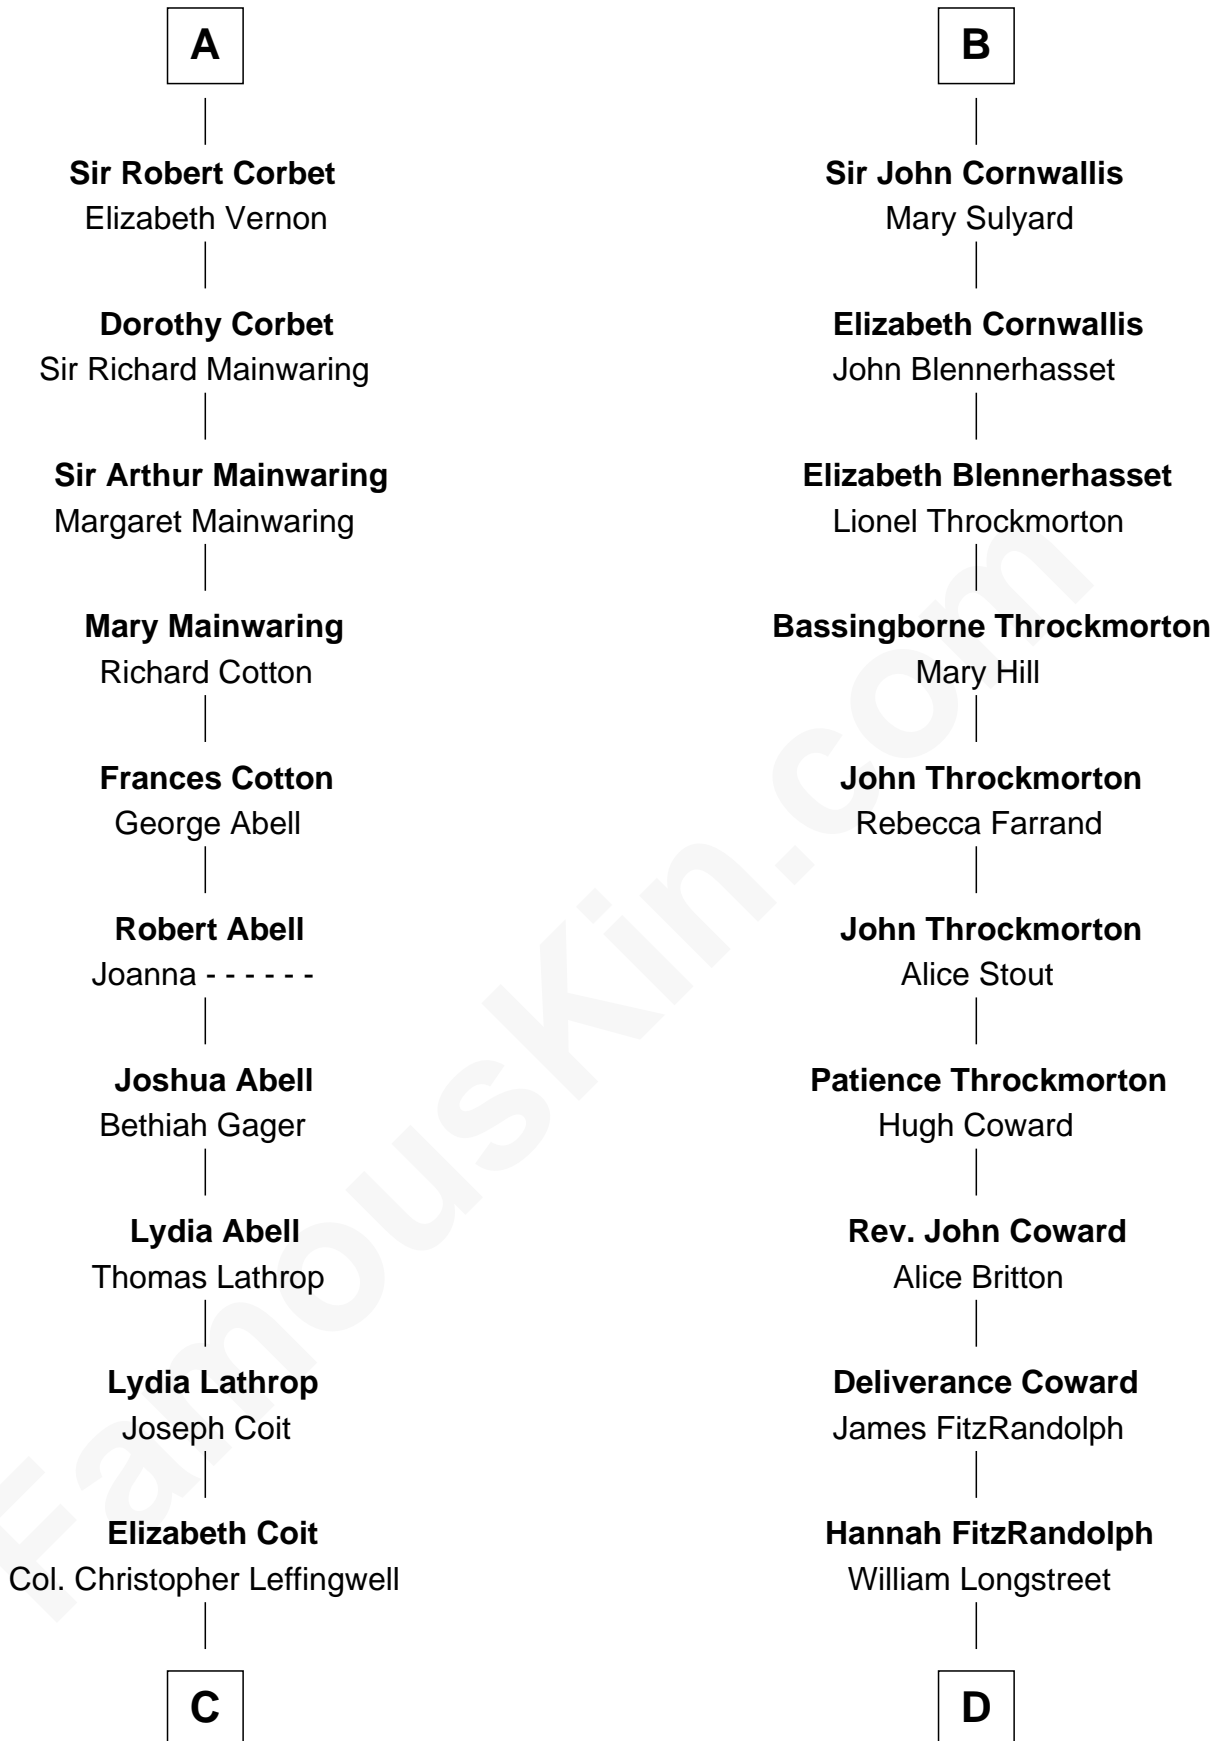 A
Sir Robert Corbet
Elizabeth Vernon
Dorothy Corbet
Sir Richard Mainwaring
Sir Arthur Mainwaring
Margaret Mainwaring
Mary Mainwaring
Richard Cotton
Frances Cotton
George Abell
Robert Abell
Joanna - - - - - -
Joshua Abell
Bethiah Gager
Lydia Abell
Thomas Lathrop
Lydia Lathrop
Joseph Coit
Elizabeth Coit
Col. Christopher Leffingwell
C
B
Sir John Cornwallis
Mary Sulyard
Elizabeth Cornwallis
John Blennerhasset
Elizabeth Blennerhasset
Lionel Throckmorton
Bassingborne Throckmorton
Mary Hill
John Throckmorton
Rebecca Farrand
John Throckmorton
Alice Stout
Patience Throckmorton
Hugh Coward
Rev. John Coward
Alice Britton
Deliverance Coward
James FitzRandolph
Hannah FitzRandolph
William Longstreet
D
FamousKin.com